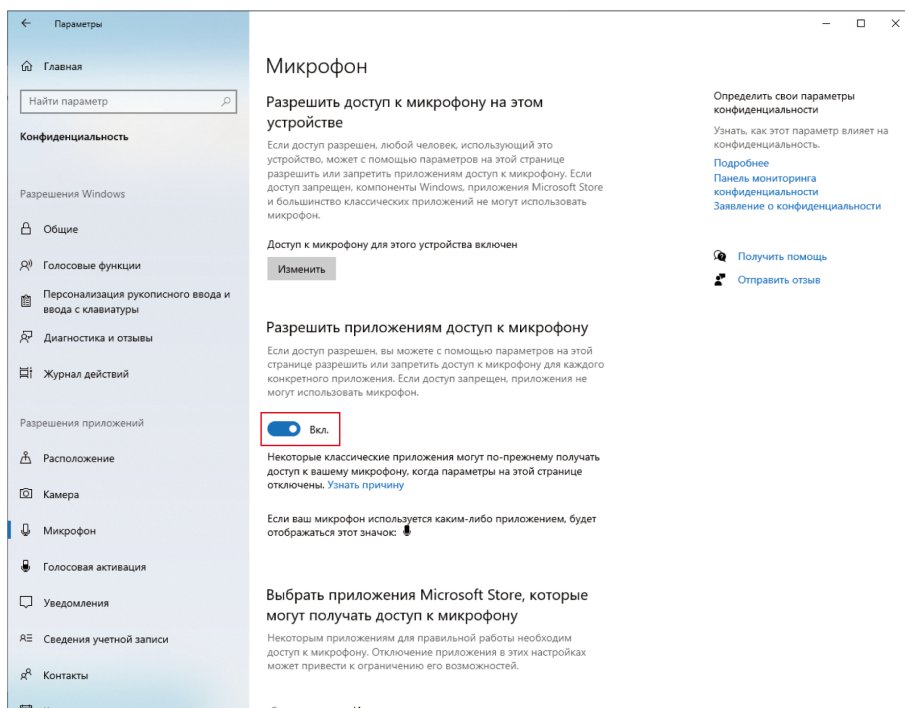 Параметры
Главная
Найти параметр
Конфиденциальность
Разрешения Windows
Общие
Голосовые функции
Персонализация рукописного ввода и
ввода с клавиатуры
Диагностика и отзывы
Журнал действий
Разрешения приложений
Расположение
Камера
Микрофон
Голосовая активация
Уведомления
Сведения учетной записи
Контакты
Микрофон
Разрешить доступ к микрофону на этом
устройстве
Если доступ разрешен, любой человек, использующий это
устройство, может с помощью параметров на этой странице
разрешить или запретить приложениям доступ к микрофону. Если
доступ запрещен, компоненты Windows, приложения Microsoft Store
и большинство классических приложений не могут использовать
микрофон.
Доступ к микрофону для этого устройства включен
Изменить
Разрешить приложениям доступ к микрофону
Если доступ разрешен, вы можете с помощью параметров на этой
странице разрешить или запретить доступ к микрофону для каждого
конкретного приложения. Если доступ запрещен, приложения не
могут использовать микрофон.
Вкл.
Некоторые классические приложения могут по-прежнему получать
доступ к вашему микрофону, когда параметры на этой странице
отключены. Узнать причину
Если ваш микрофон используется каким-либо приложением, будет
отображаться этот значок:
Выбрать приложения Microsoft Store, которые
могут получать доступ к микрофону
Некоторым приложениям для правильной работы необходим
доступ к микрофону. Отключение приложения в этих настройках
может привести к ограничению его возможностей.
Определить свои параметры
конфиденциальности
Узнать, как этот параметр влияет на
конфиденциальность.
Подробнее
Панель мониторинга
конфиденциальности
Заявление о конфиденциальности
Получить помощь
Отправить отзыв